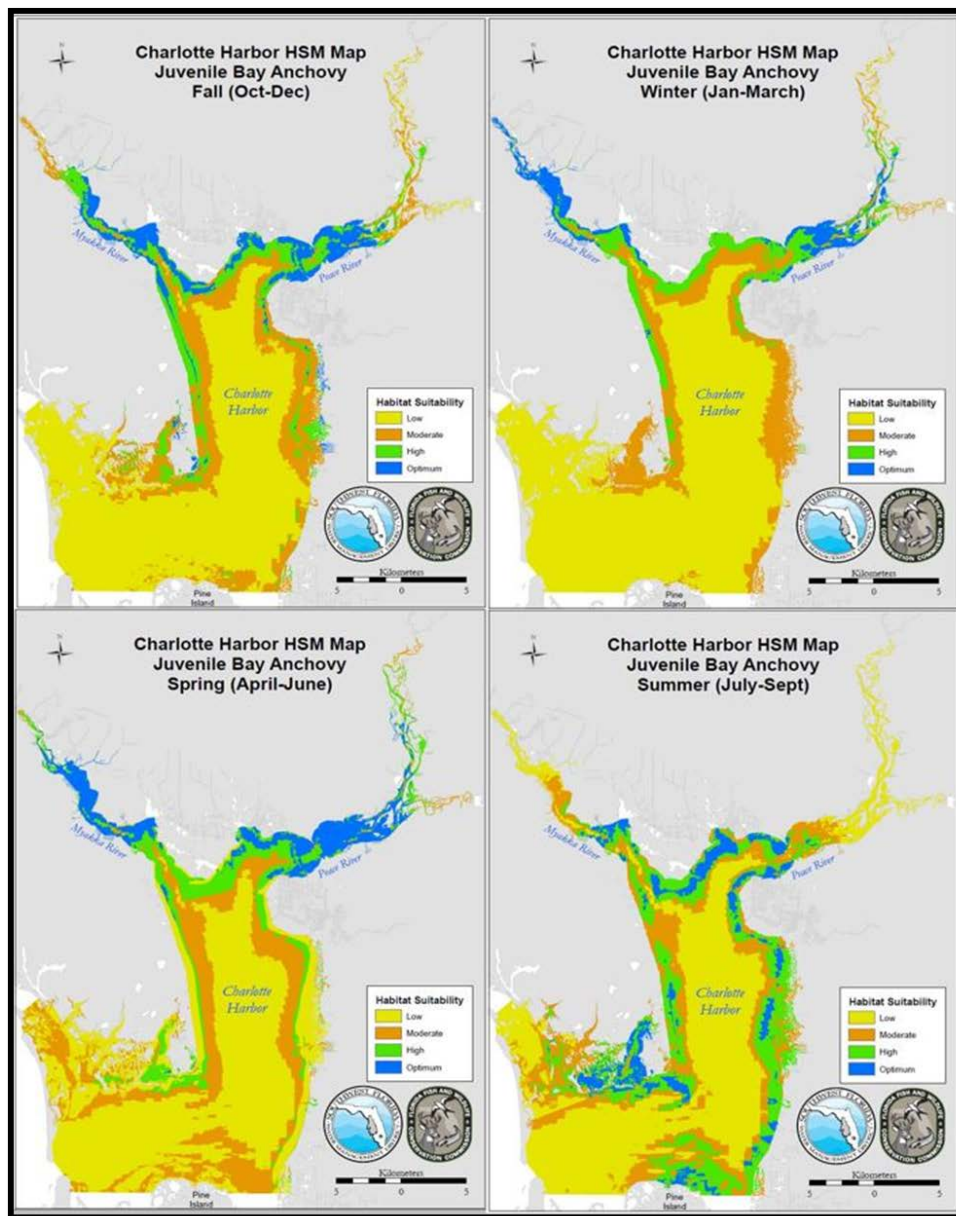 Charlotte Harbor HSM Map
Juvenile Bay Anchovy
Fall (Oct-Dec)
N
Myakka River
Peace River
Charlotte
Harbor
Habitat Suitability
Low
Moderate
High
Optimum
Kilometers
5 0 5
Pine
Island
Charlotte Harbor HSM Map
Juvenile Bay Anchovy
Winter (Jan-March)
N
Myakka River
Peace River
Charlotte
Harbor
Habitat Suitability
Low
Moderate
High
Optimum
Kilometers
5 0 5
Pine
Island
Charlotte Harbor HSM Map
Juvenile Bay Anchovy
Spring (April-June)
N
Myakka River
Peace River
Charlotte
Harbor
Habitat Suitability
Low
Moderate
High
Optimum
Kilometers
5 0 5
Pine
Island
Charlotte Harbor HSM Map
Juvenile Bay Anchovy
Summer (July-Sept)
N
Myakka River
Peace River
Charlotte
Harbor
Habitat Suitability
Low
Moderate
High
Optimum
Kilometers
5 0 5
Pine
Island